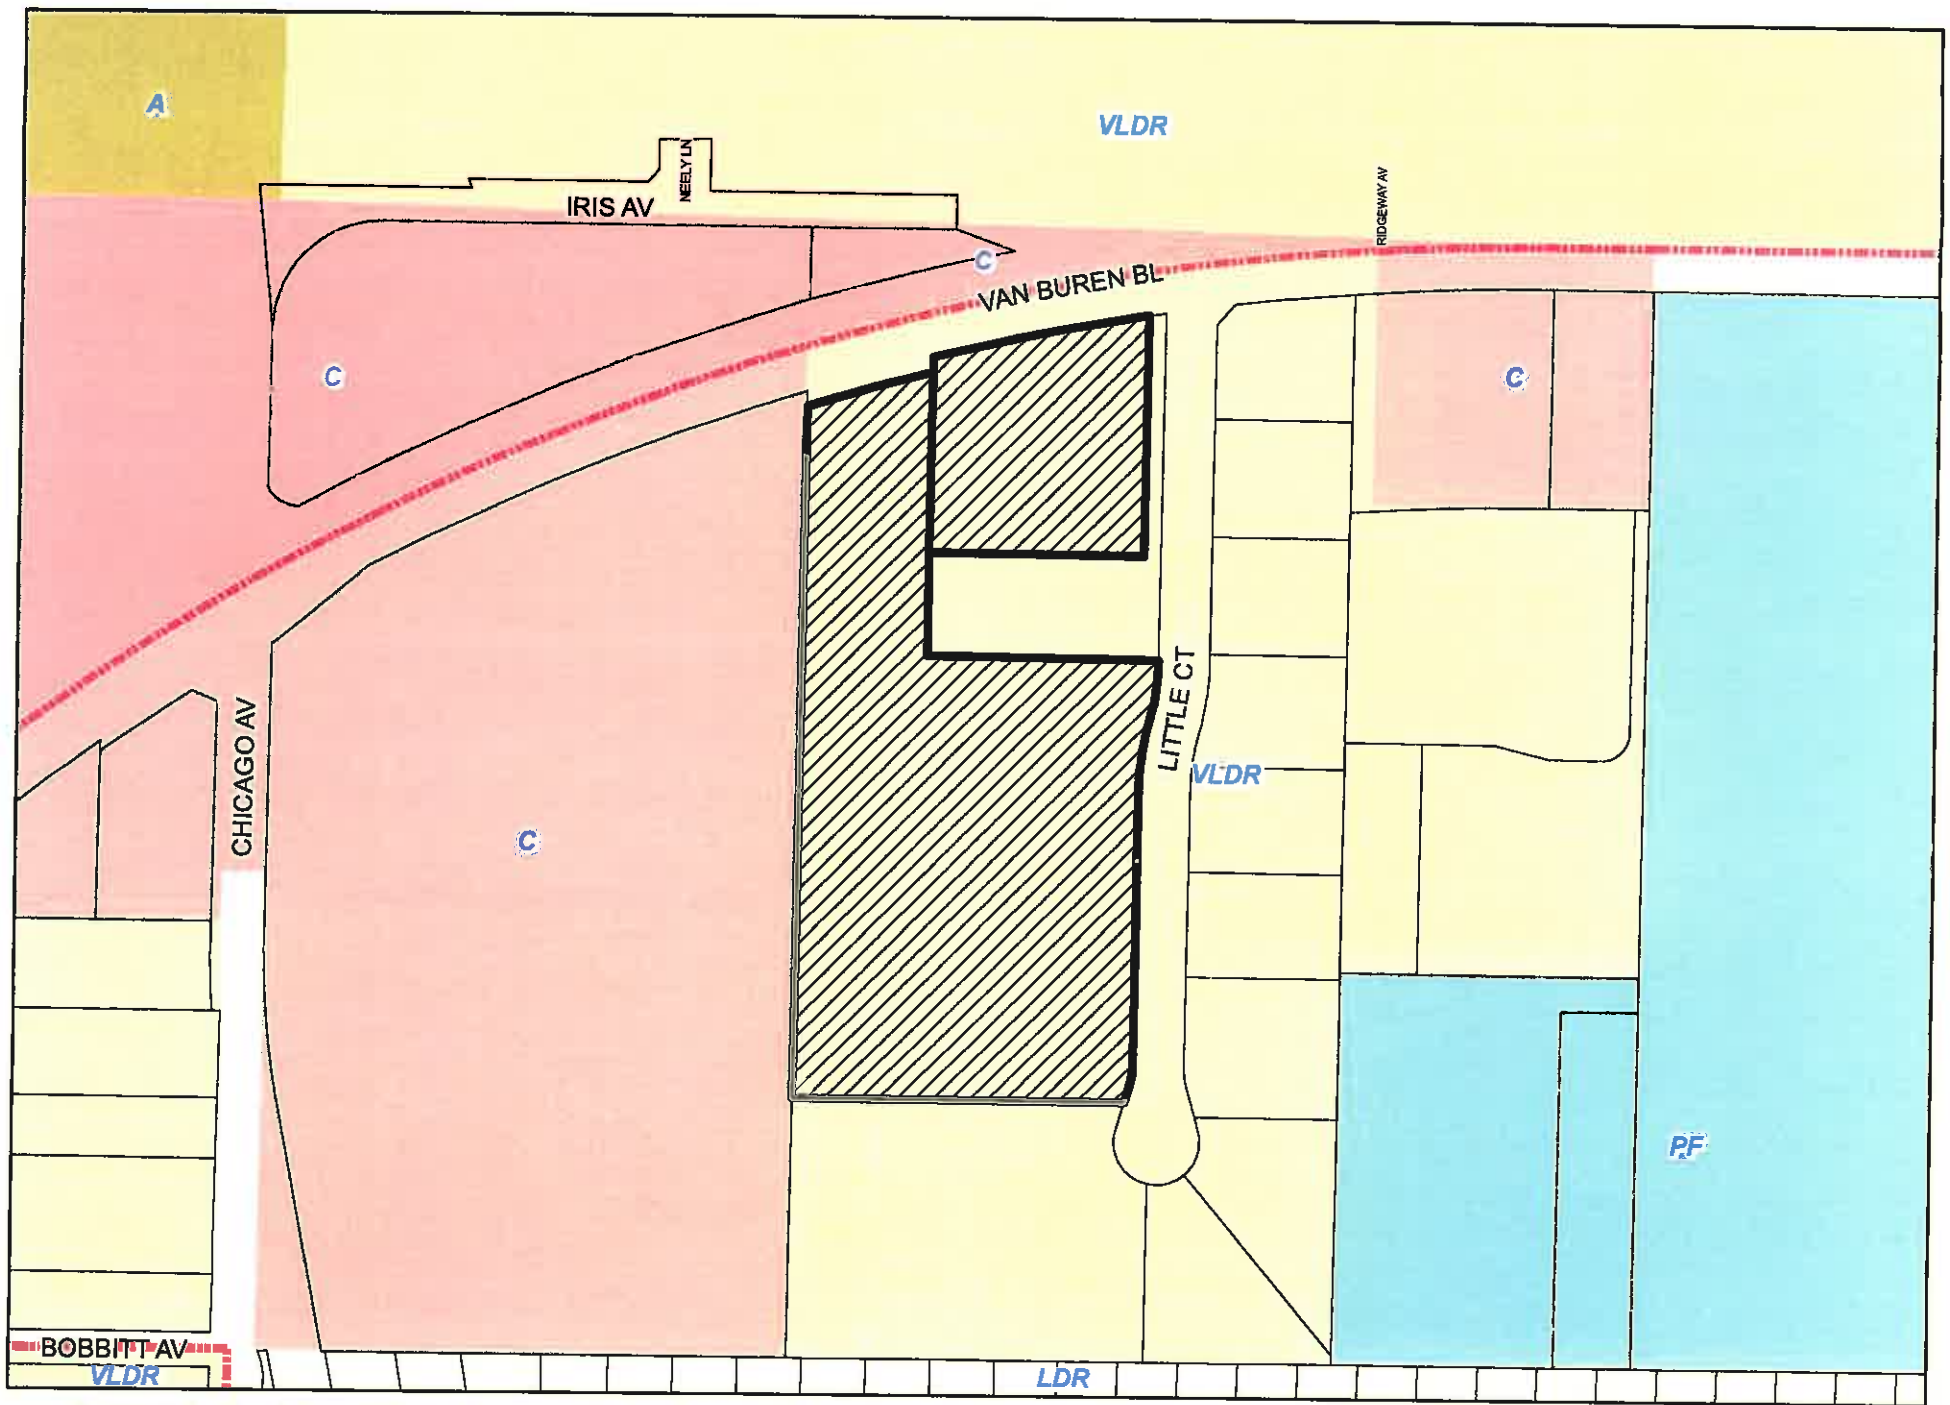 A
VLDR
NEELY LN
IRIS AV
RIDGEWAY AV
C
VAN BUREN BL
C
C
LITTLE CT
CHICAGO AV
VLDR
C
PF
BOBBITT AV
VLDR
LDR